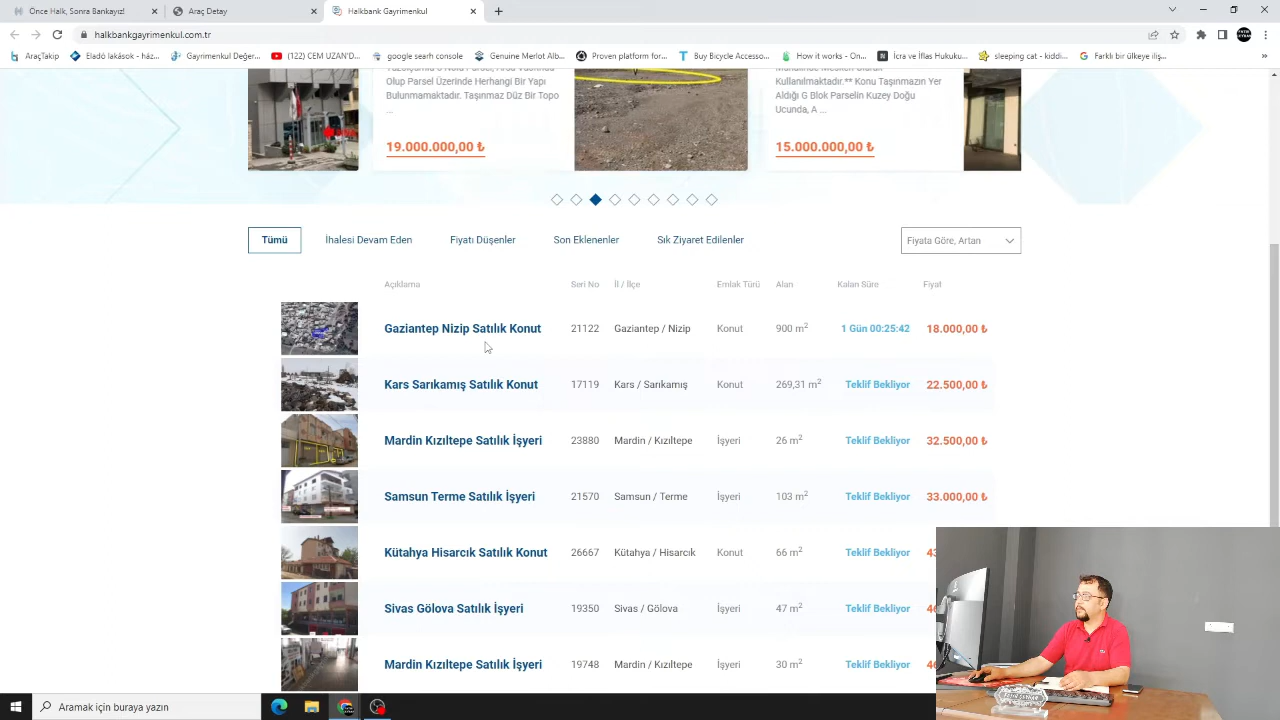 Önce Halk, Sonra Bankayız!
Araç Detay
Halkbank Gayrimenkul
halkbankgayrimenkul.com.tr
AraçTakip
Eladó lakások - ház...
Gayrimenkul Değer...
(122) CEM UZAN'D...
google serch console
Genuine Merlot Alb...
Proven platform for...
Buy Bicycle Accesso...
How it works - On...
İcra ve İflas Hukuku...
sleeping cat - kiddi...
Farklı bir ülkeye iliş...
Olup Parsel Üzerinde Herhangi Bir Yapı
Bulunmamaktadır. Taşınmaz Düz Bir Topo
...
19.000.000,00 ₺
Kullanılmaktadır.** Konu Taşınmazın Yer
Aldığı G Blok Parselin Kuzey Doğu
Ucunda, A ...
15.000.000,00 ₺
Tümü
İhalesi Devam Eden
Fiyatı Düşenler
Son Eklenenler
Sık Ziyaret Edilenler
Fiyata Göre, Artan
Açıklama Seri No İl / İlçe Emlak Türü Alan Kalan Süre Fiyat
Gaziantep Nizip Satılık Konut 21122 Gaziantep / Nizip Konut 900 m² 1 Gün 00:25:42 18.000,00 ₺
Kars Sarıkamış Satılık Konut 17119 Kars / Sarıkamış Konut 269,31 m² Teklif Bekliyor 22.500,00 ₺
Mardin Kızıltepe Satılık İşyeri 23880 Mardin / Kızıltepe İşyeri 26 m² Teklif Bekliyor 32.500,00 ₺
Samsun Terme Satılık İşyeri 21570 Samsun / Terme İşyeri 103 m² Teklif Bekliyor 33.000,00 ₺
Kütahya Hisarcık Satılık Konut 26667 Kütahya / Hisarcık Konut 66 m² Teklif Bekliyor
Sivas Gölova Satılık İşyeri 19350 Sivas / Gölova İşyeri 47 m² Teklif Bekliyor
Mardin Kızıltepe Satılık İşyeri 19748 Mardin / Kızıltepe İşyeri 30 m² Teklif Bekliyor
Aramak için buraya yazın